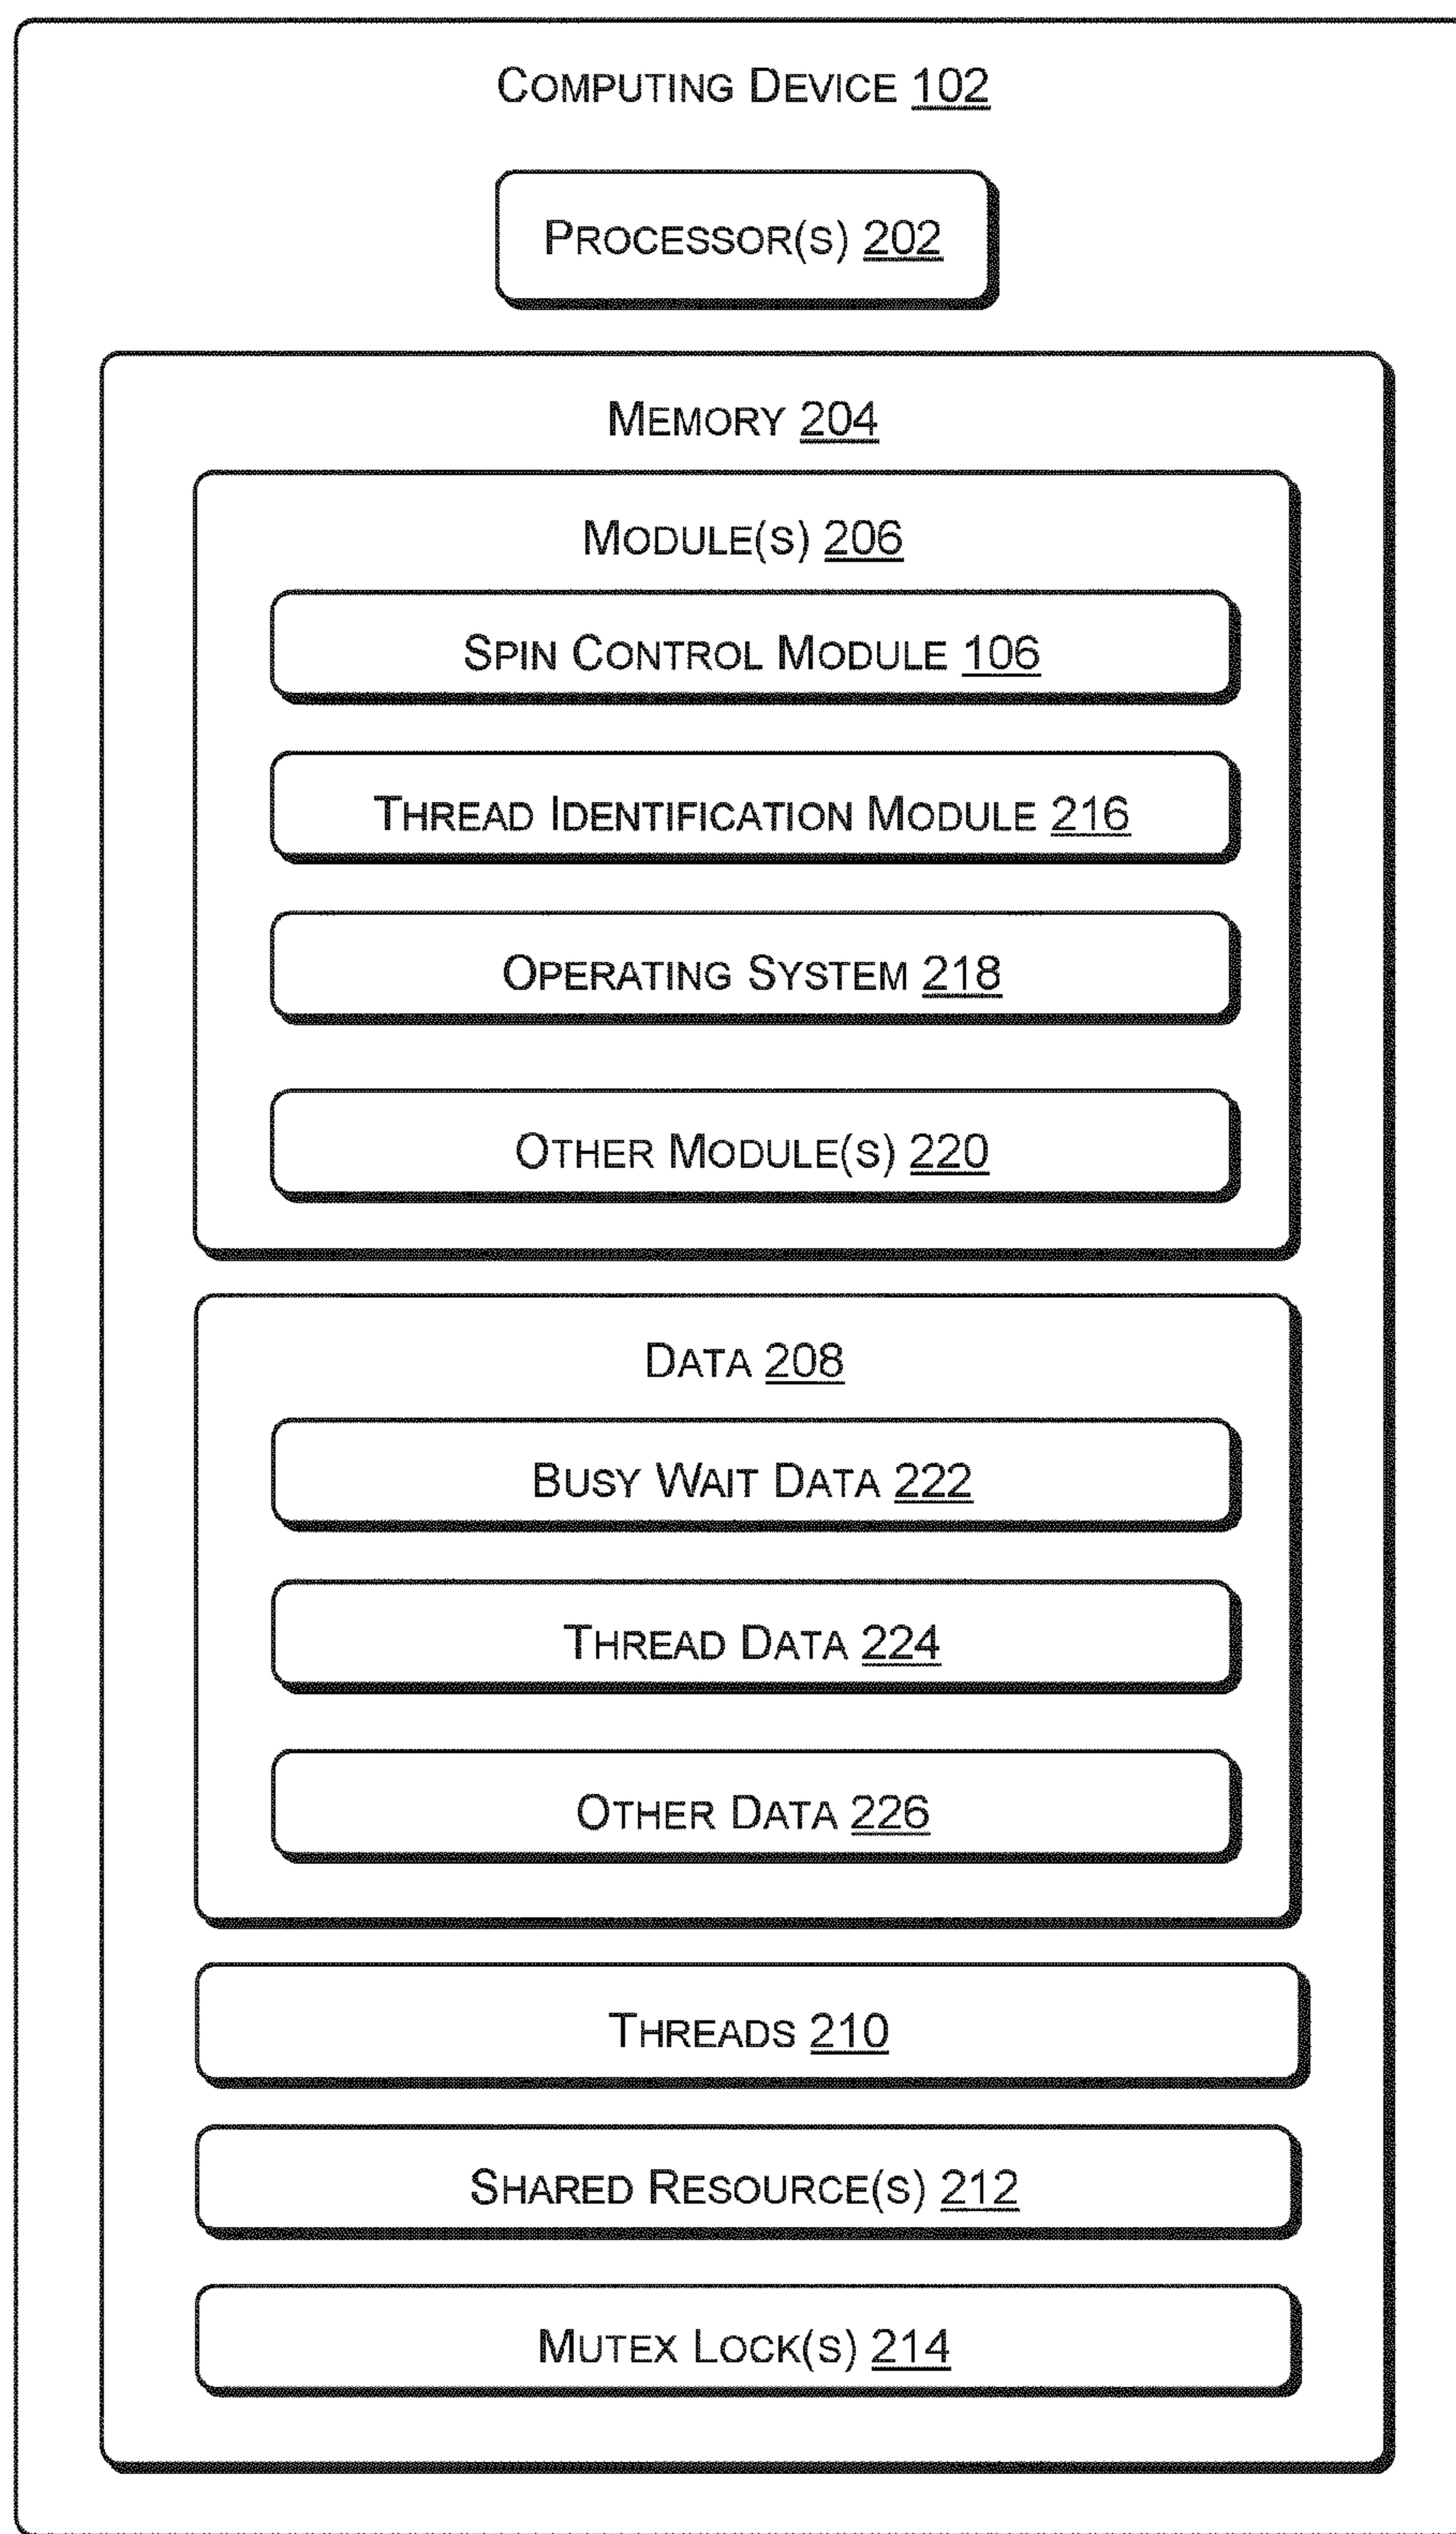 COMPUTING DEVICE 102
PROCESSOR(S) 202
MEMORY 204
MODULE(S) 206
SPIN CONTROL MODULE 106
THREAD IDENTIFICATION MODULE 216
OPERATING SYSTEM 218
OTHER MODULE(S) 220
DATA 208
BUSY WAIT DATA 222
THREAD DATA 224
OTHER DATA 226
THREADS 210
SHARED RESOURCE(S) 212
MUTEX LOCK(S) 214